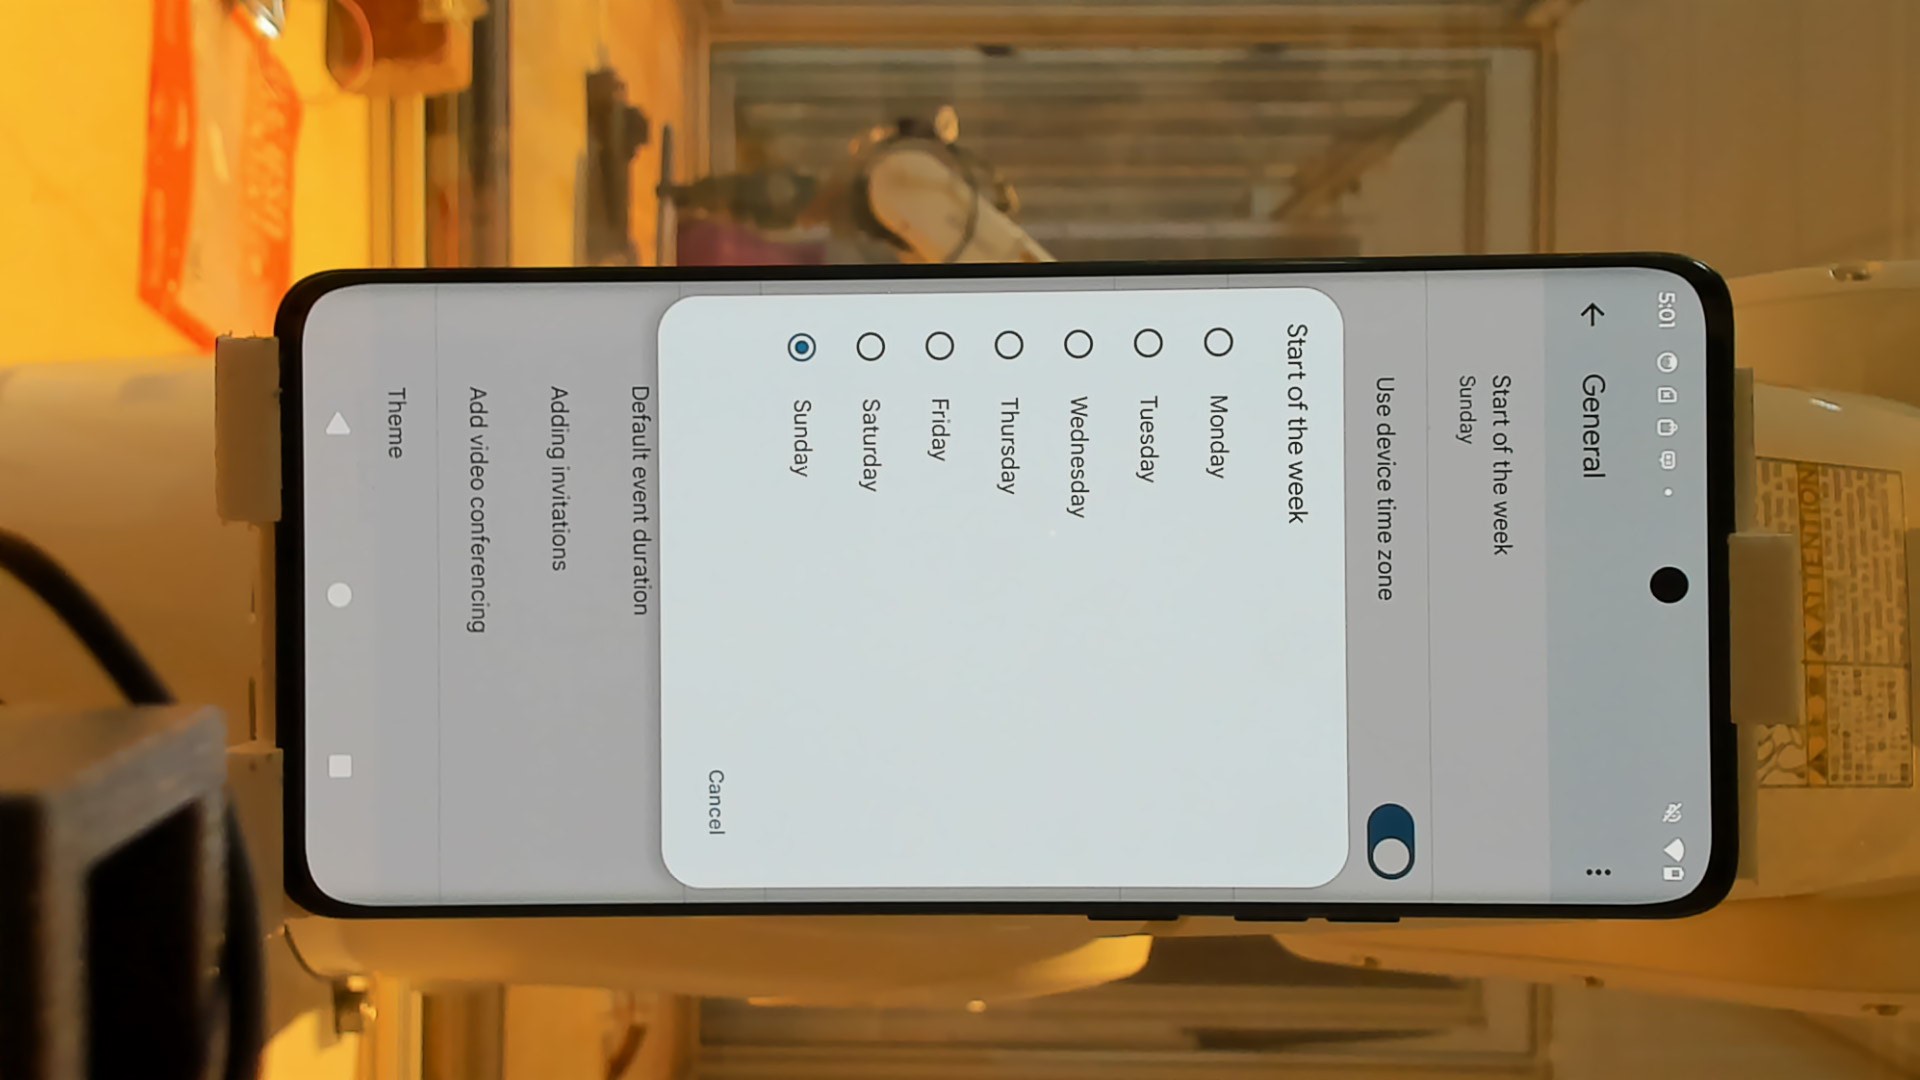 5:01
General
Start of the week
Sunday
Use device time zone
Start of the week
Monday
Tuesday
Wednesday
Thursday
Friday
Saturday
Sunday
Cancel
Default event duration
Adding invitations
Add video conferencing
Theme
ATTENTION